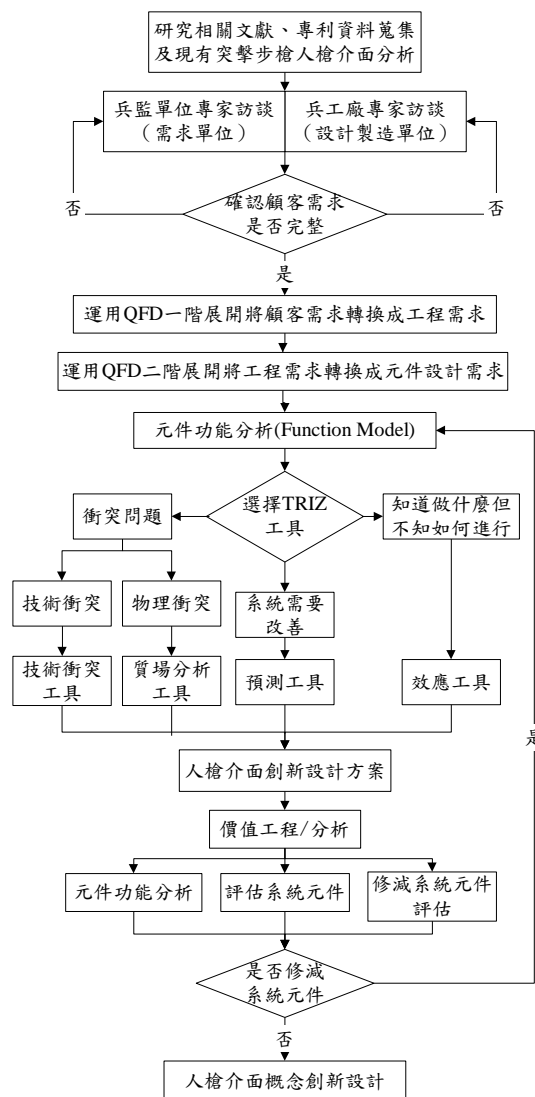 研究相關文獻、專利資料蒐集
及現有突擊步槍人槍介面分析
兵監單位專家訪談
（需求單位）
兵工廠專家訪談
（設計製造單位）
否
確認顧客需求
是否完整
否
是
運用QFD一階展開將顧客需求轉換成工程需求
運用QFD二階展開將工程需求轉換成元件設計需求
元件功能分析(Function Model)
衝突問題
選擇TRIZ
工具
知道做什麼但
不知如何進行
技術衝突
物理衝突
系統需要
改善
技術衝突
工具
質場分析
工具
預測工具
效應工具
是
人槍介面創新設計方案
價值工程/分析
元件功能分析
評估系統元件
修減系統元件
評估
是否修減
系統元件
否
人槍介面概念創新設計